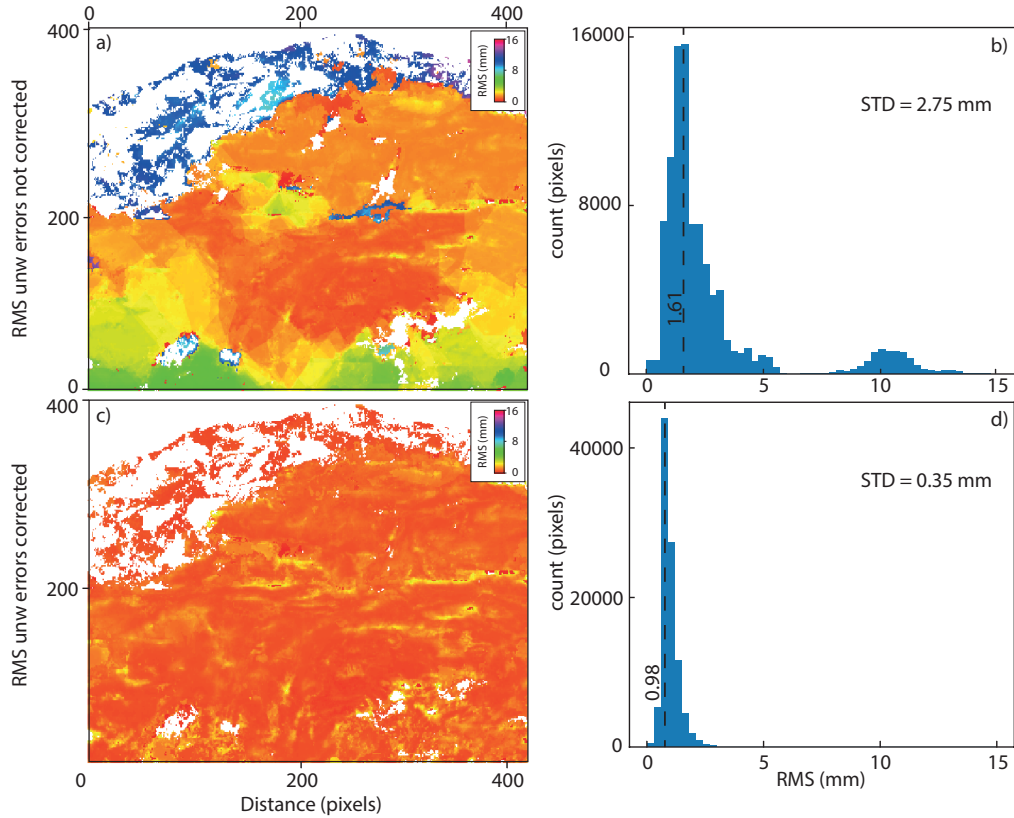 0 200 400
400 a) 16
RMS (mm)
8
0
RMS unw errors not corrected
200
0
b)
16000
STD = 2.75 mm
count (pixels)
8000
1.61
0
0 5 10 15
400 c) 16
RMS (mm)
8
0
RMS unw errors corrected
200
0 200 400
Distance (pixels)
d)
40000
STD = 0.35 mm
count (pixels)
20000
0.98
0
0 5 10 15
RMS (mm)